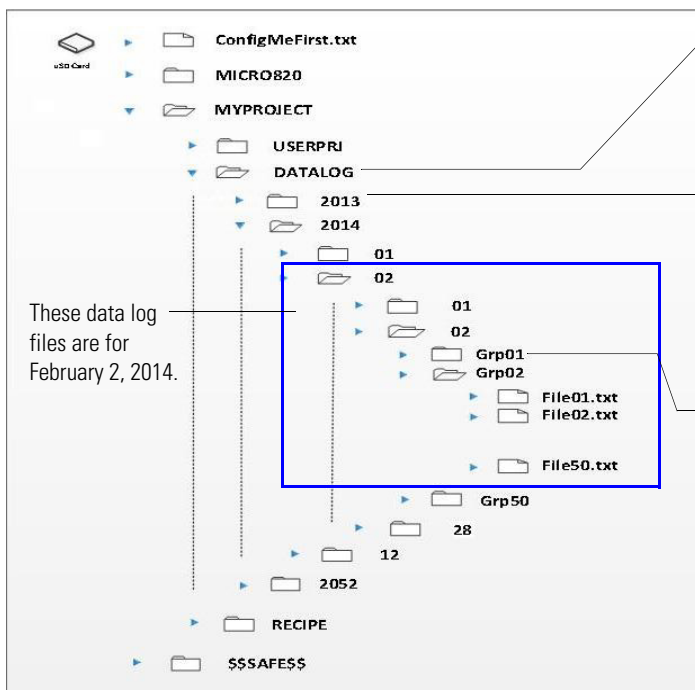 ConfigMeFirst.txt
uSD Card
MICRO820
MYPROJECT
USERPRI
DATALOG
2013
2014
01
02
01
These data log
files are for
February 2, 2014.
02
Grp01
Grp02
File01.txt
File02.txt
File50.txt
Grp50
28
12
2052
RECIPE
$$SAFE$$